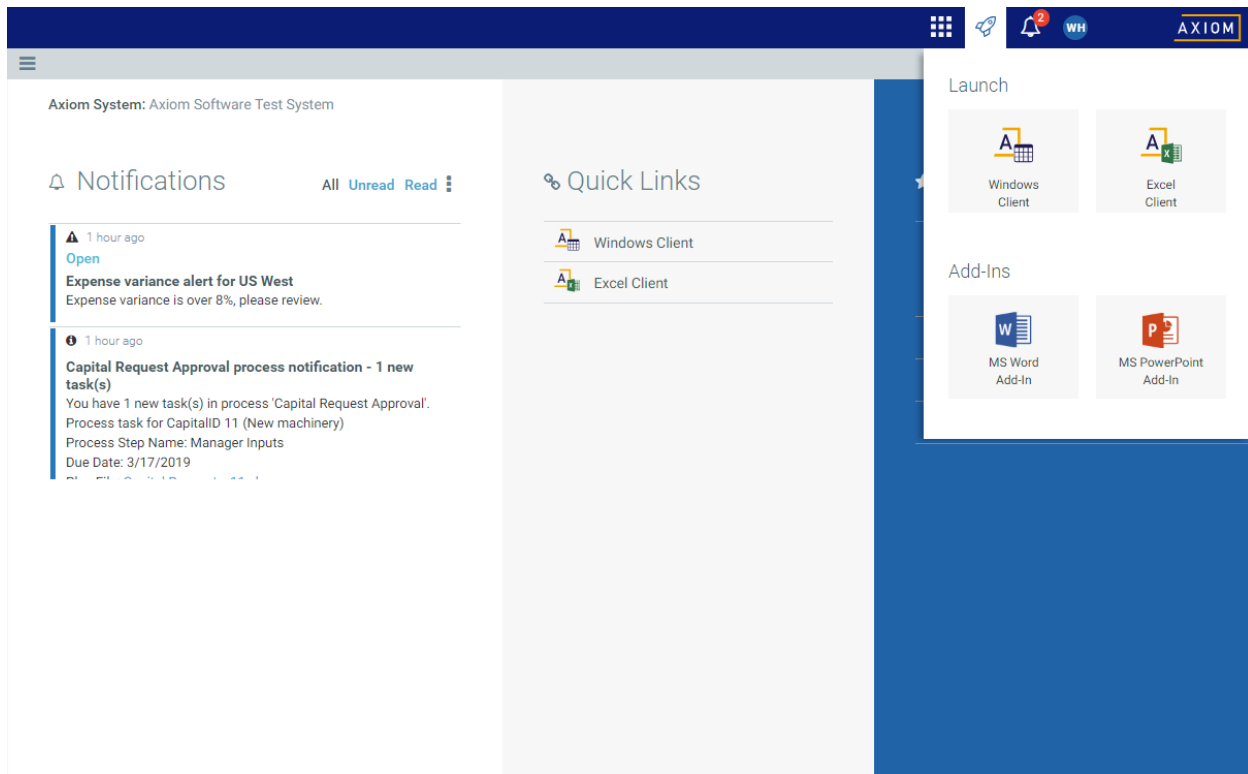 2
WH
AXIOM
Axiom System: Axiom Software Test System
Notifications
All Unread Read
1 hour ago
Open
Expense variance alert for US West
Expense variance is over 8%, please review.
1 hour ago
Capital Request Approval process notification - 1 new
task(s)
You have 1 new task(s) in process 'Capital Request Approval'.
Process task for CapitalID 11 (New machinery)
Process Step Name: Manager Inputs
Due Date: 3/17/2019
Quick Links
Windows Client
Excel Client
Launch
Windows
Client
Excel
Client
Add-Ins
MS Word
Add-In
MS PowerPoint
Add-In